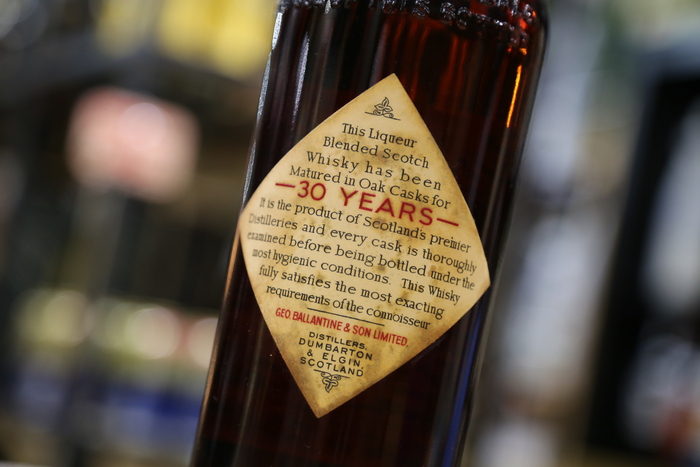 This Liqueur
Blended Scotch
Whisky has been
Matured in Oak Casks for
—30 YEARS—
It is the product of Scotland's premier
Distilleries and every cask is thoroughly
examined before being bottled under the
most hygienic conditions. This Whisky
fully satisfies the most exacting
requirements of the connoisseur
GEO. BALLANTINE & SON LIMITED,
DISTILLERS,
DUMBARTON
& ELGIN
SCOTLAND